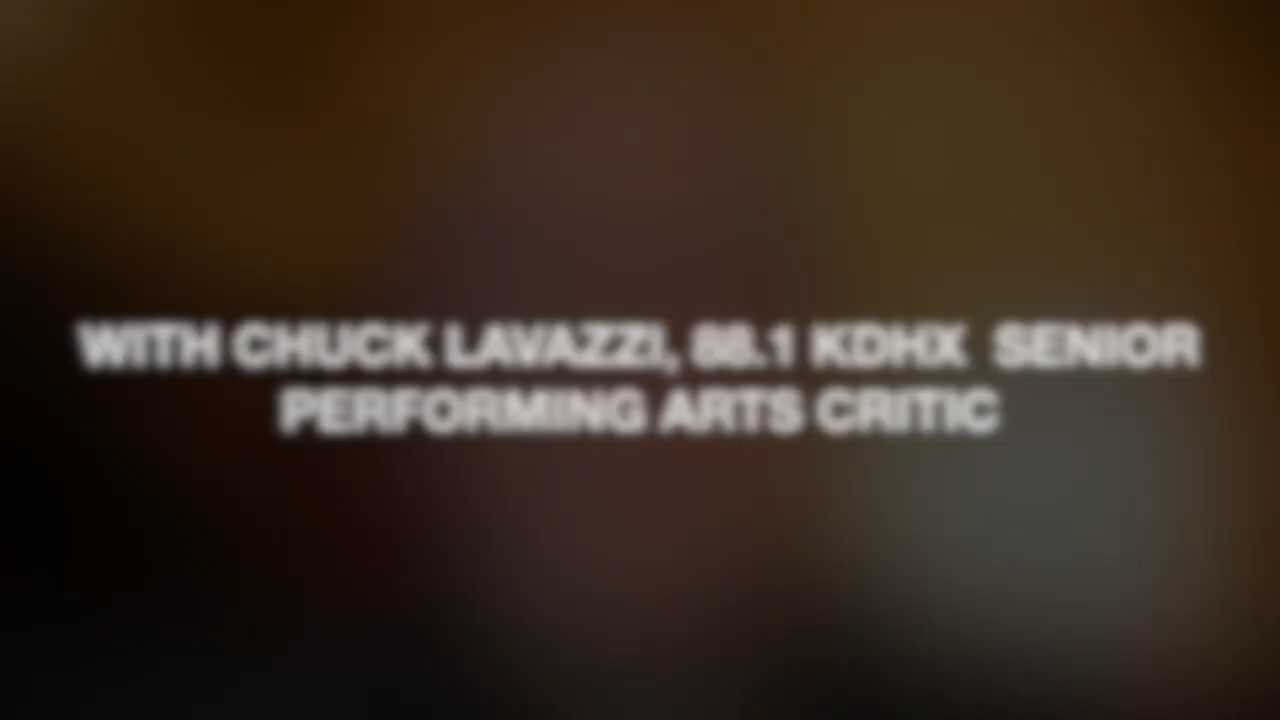 WITH CHUCK LAVAZZI, 88.1 KDHX SENIOR
PERFORMING ARTS CRITIC